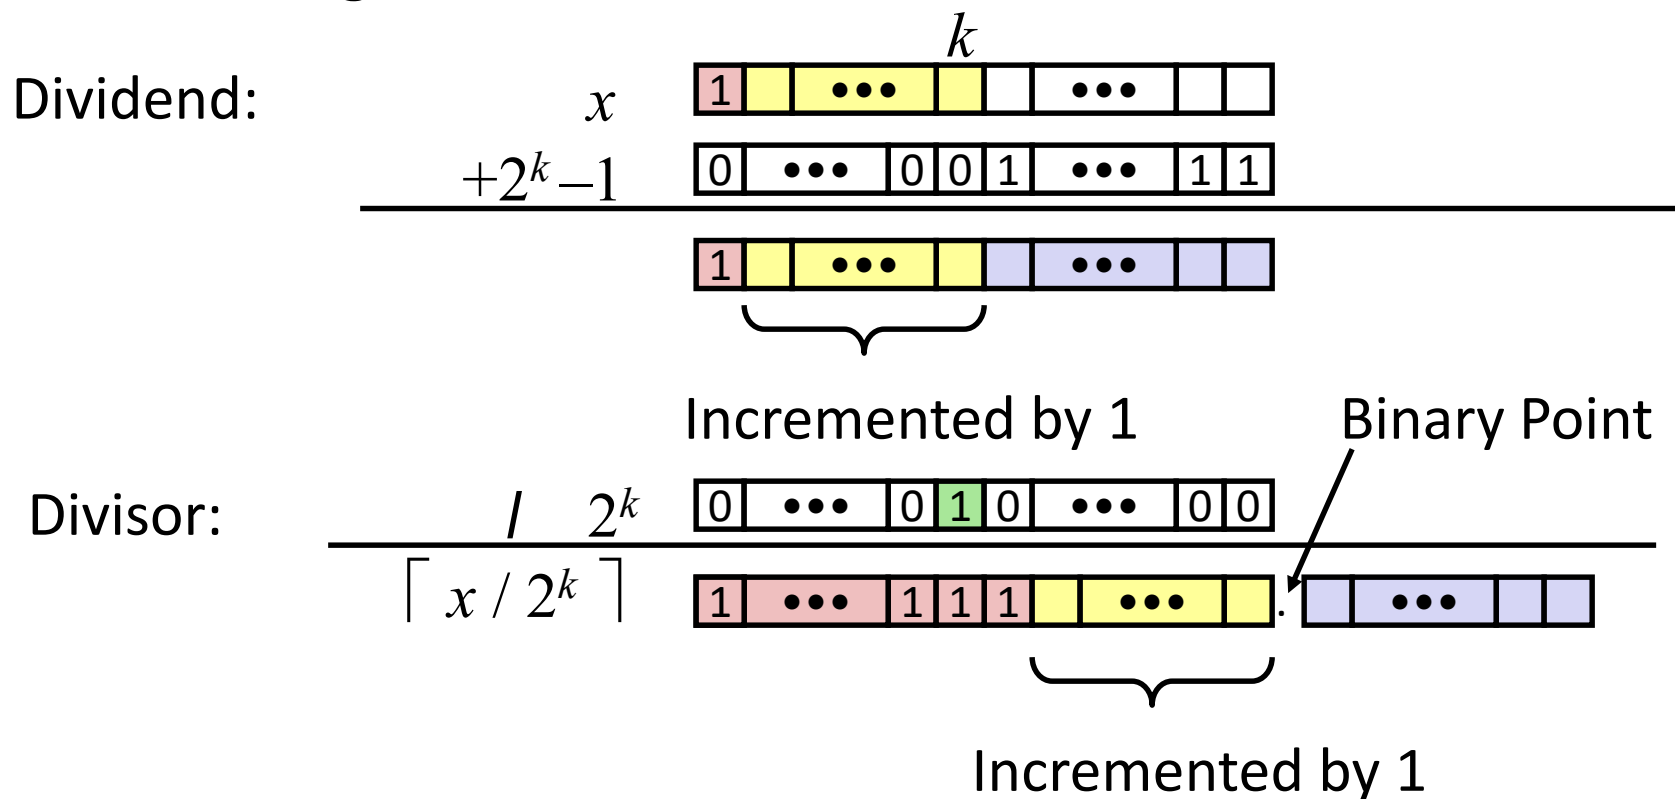 k
Dividend: x 1 ••• •••
+2^k –1 0 ••• 0 0 1 ••• 1 1
1 ••• •••
Incremented by 1 Binary Point
Divisor: / 2^k 0 ••• 0 1 0 ••• 0 0
⌈ x / 2^k ⌉ 1 ••• 1 1 1 ••• . •••
Incremented by 1